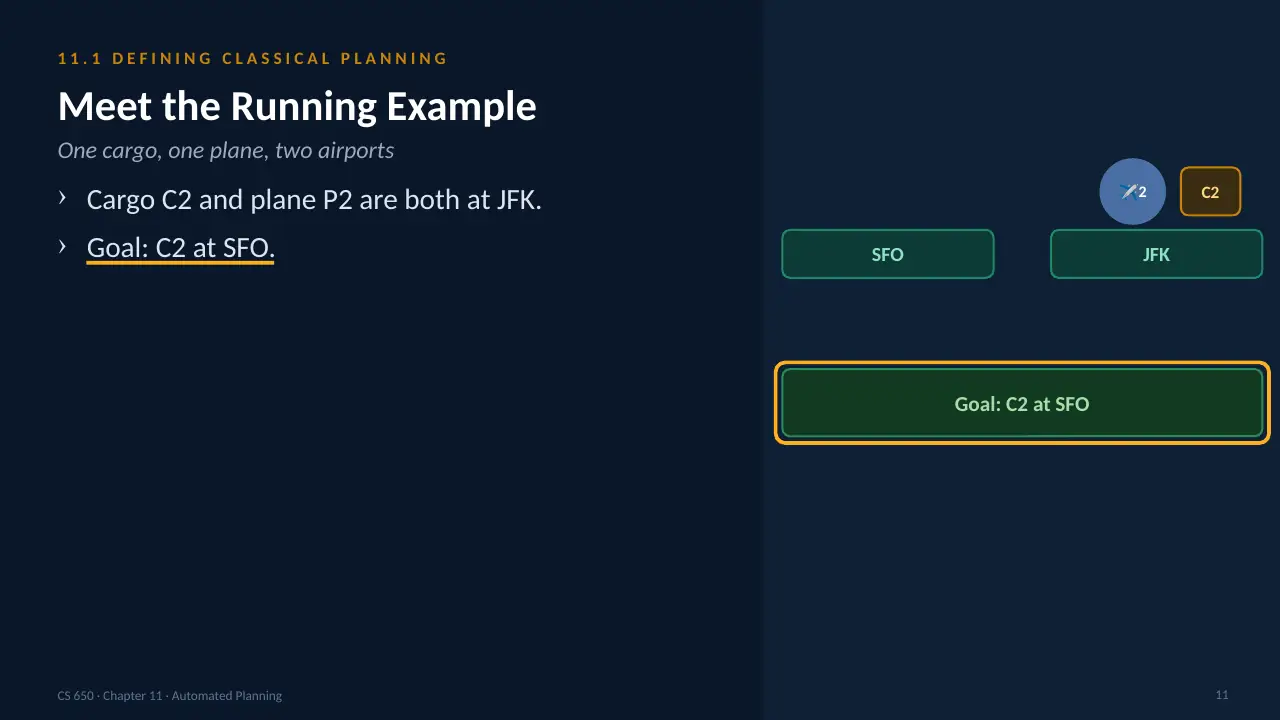 11.1 DEFINING CLASSICAL PLANNING
Meet the Running Example
One cargo, one plane, two airports
› Cargo C2 and plane P2 are both at JFK.
› Goal: C2 at SFO.
✈️2
C2
SFO
JFK
Goal: C2 at SFO
CS 650 · Chapter 11 · Automated Planning
11